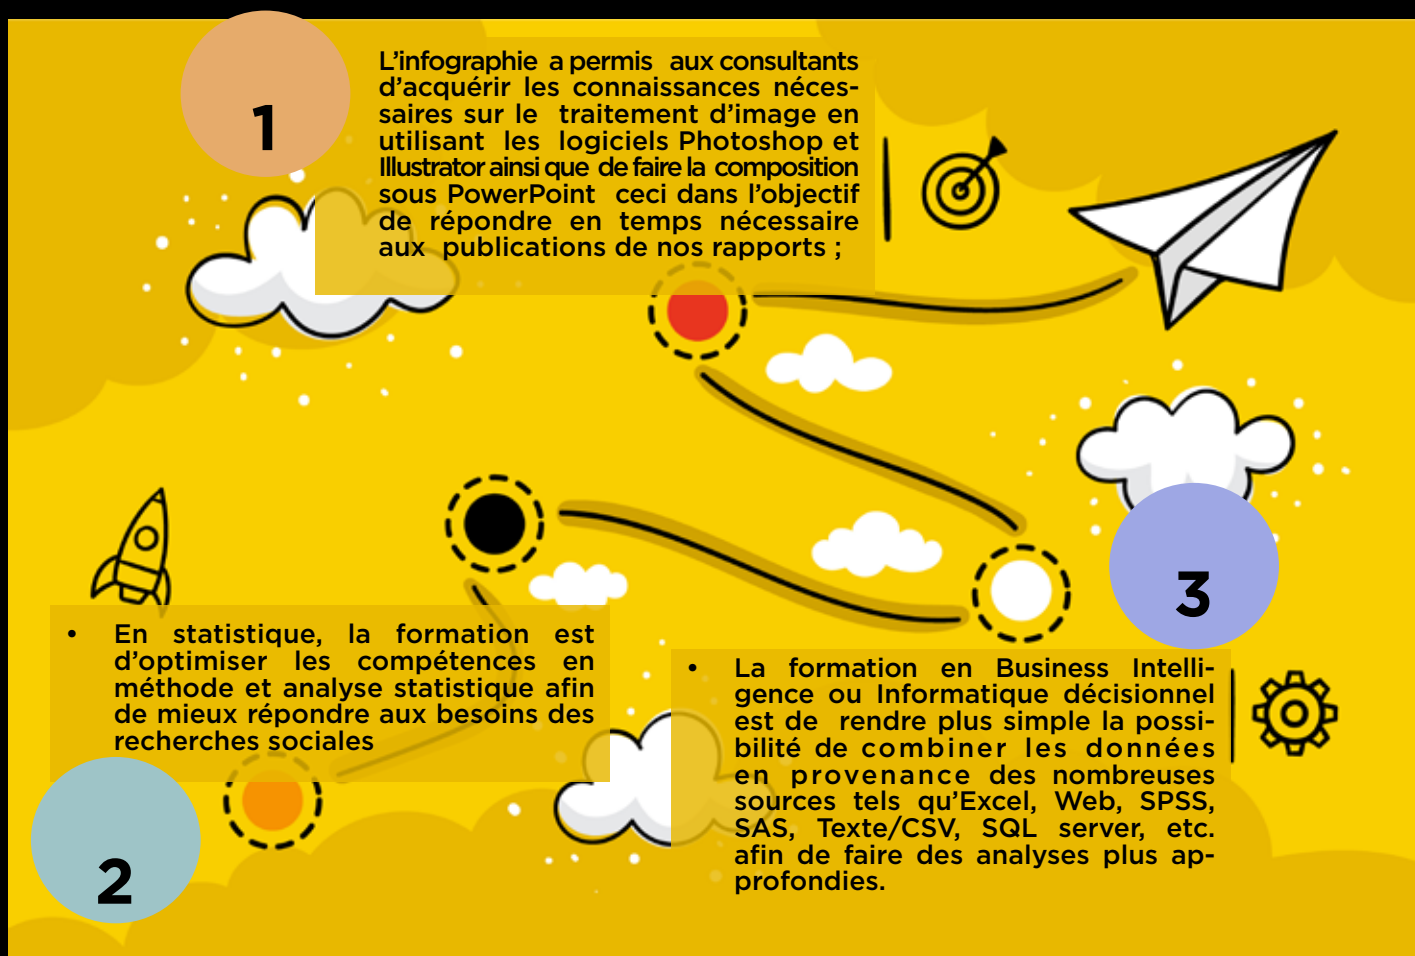 1
L'infographie a permis aux consultants
d'acquérir les connaissances néces-
saires sur le traitement d'image en
utilisant les logiciels Photoshop et
Illustrator ainsi que de faire la composition
sous PowerPoint ceci dans l'objectif
de répondre en temps nécessaire
aux publications de nos rapports ;
2
• En statistique, la formation est
d'optimiser les compétences en
méthode et analyse statistique afin
de mieux répondre aux besoins des
recherches sociales
3
• La formation en Business Intelli-
gence ou Informatique décisionnel
est de rendre plus simple la possi-
bilité de combiner les données
en provenance des nombreuses
sources tels qu'Excel, Web, SPSS,
SAS, Texte/CSV, SQL server, etc.
afin de faire des analyses plus ap-
profondies.